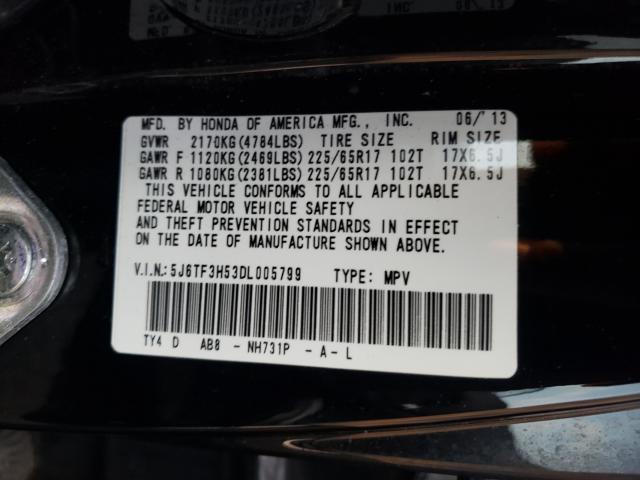 MFD. BY HONDA OF AMERICA MFG., INC. 06/'13
GVWR 2170KG(4784LBS) TIRE SIZE RIM SIZE
GAWR F 1120KG(2469LBS) 225/65R17 102T 17X6.5J
GAWR R 1080KG(2381LBS) 225/65R17 102T 17X6.5J
THIS VEHICLE CONFORMS TO ALL APPLICABLE
FEDERAL MOTOR VEHICLE SAFETY
AND THEFT PREVENTION STANDARDS IN EFFECT
ON THE DATE OF MANUFACTURE SHOWN ABOVE.
V.I.N.: 5J6TF3H53DL005799 TYPE: MPV
TY4 D AB8 - NH731P - A - L